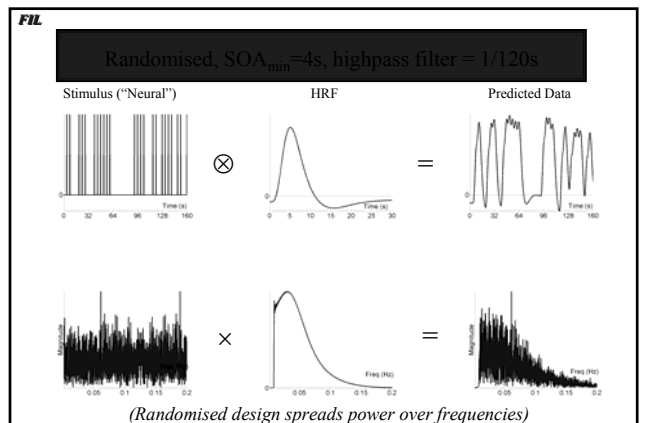 FIL
Randomised, SOAmin=4s, highpass filter = 1/120s
Stimulus (“Neural”) HRF Predicted Data
⊗ =
0 0 0
Time (s) Time (s) Time (s)
0 32 64 96 128 160 0 5 10 15 20 25 30 0 32 64 96 128 160
Magnitude × = Magnitude
Freq (Hz) Freq (Hz)
0.05 0.1 0.15 0.2 0.05 0.1 0.15 0.2 0.05 0.1 0.15 0.2
(Randomised design spreads power over frequencies)